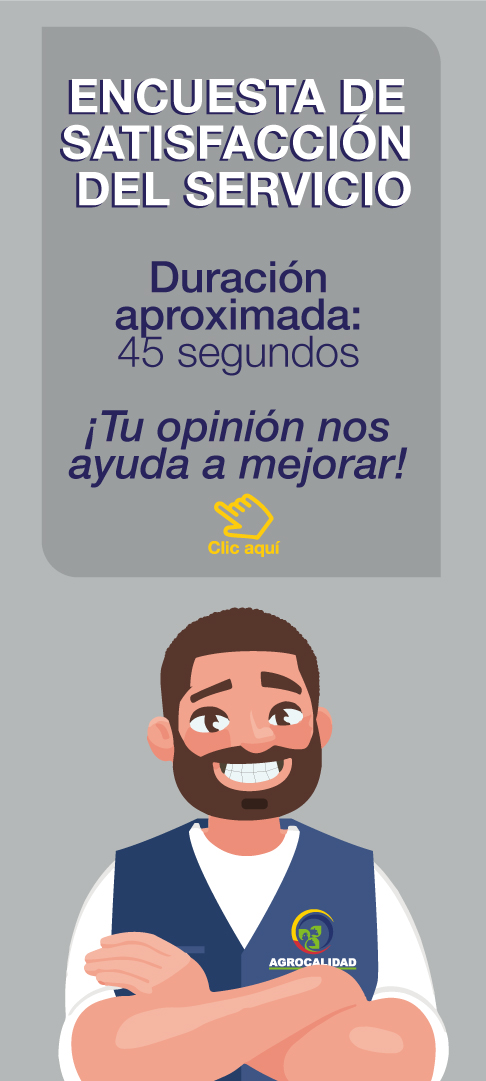 ENCUESTA DE
SATISFACCIÓN
DEL SERVICIO
Duración
aproximada:
45 segundos
¡Tu opinión nos
ayuda a mejorar!
Clic aquí
AGROCALIDAD